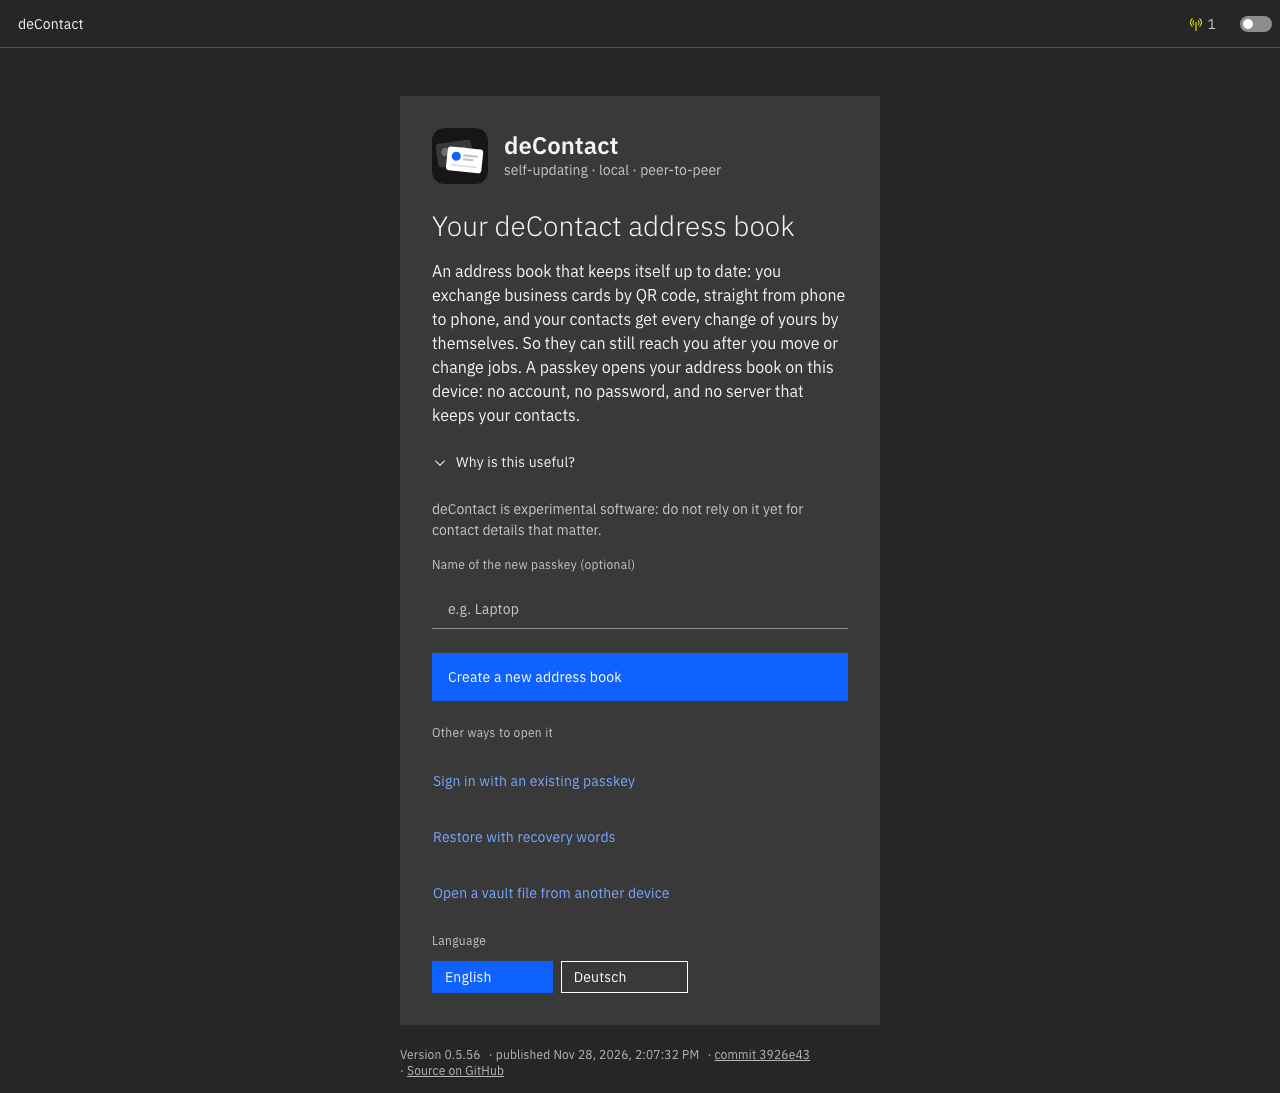 deContact
1
deContact
self-updating · local · peer-to-peer
Your deContact address book
An address book that keeps itself up to date: you
exchange business cards by QR code, straight from phone
to phone, and your contacts get every change of yours by
themselves. So they can still reach you after you move or
change jobs. A passkey opens your address book on this
device: no account, no password, and no server that
keeps your contacts.
Why is this useful?
deContact is experimental software: do not rely on it yet for
contact details that matter.
Name of the new passkey (optional)
e.g. Laptop
Create a new address book
Other ways to open it
Sign in with an existing passkey
Restore with recovery words
Open a vault file from another device
Language
English
Deutsch
Version 0.5.56 · published Nov 28, 2026, 2:07:32 PM · commit 3926e43
· Source on GitHub